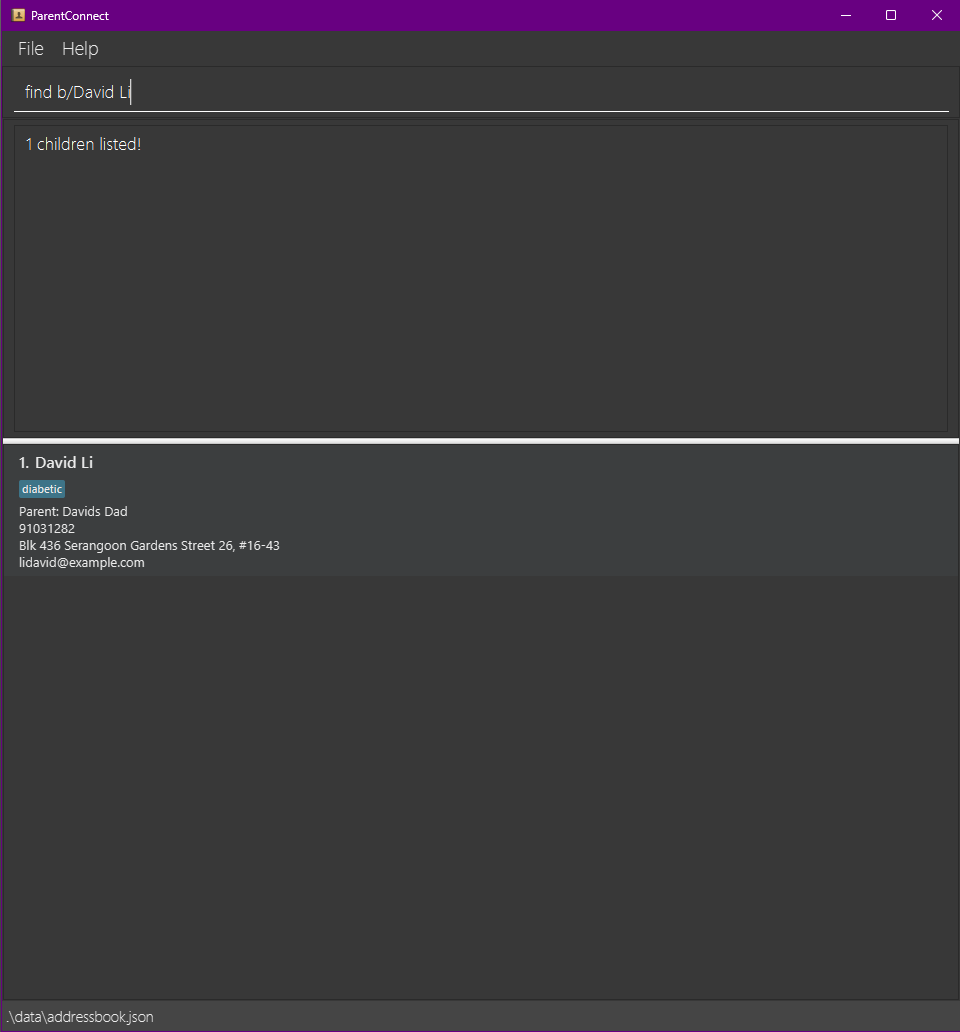 ParentConnect
File Help
find b/David Li
1 children listed!
1. David Li
diabetic
Parent: Davids Dad
91031282
Blk 436 Serangoon Gardens Street 26, #16-43
lidavid@example.com
.\data\addressbook.json